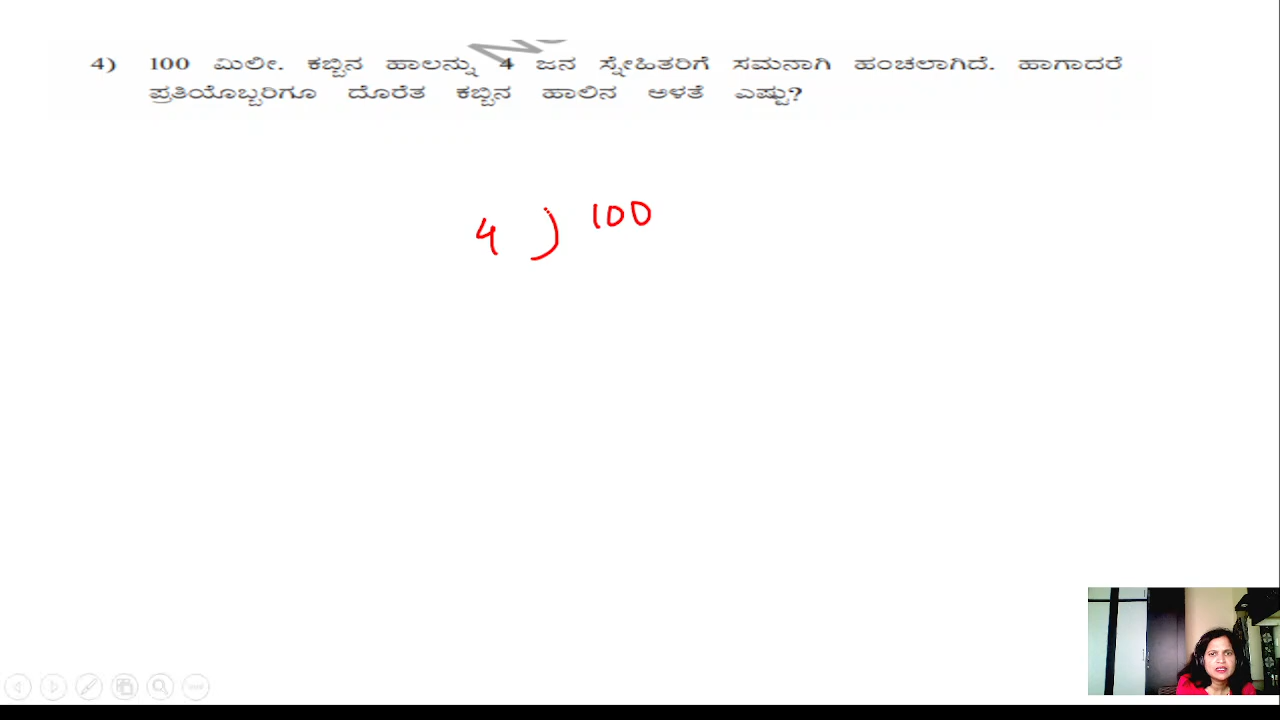 4) 100 ಮಿಲೀ. ಕಬ್ಬಿನ ಹಾಲನ್ನು 4 ಜನ ಸ್ನೇಹಿತರಿಗೆ ಸಮನಾಗಿ ಹಂಚಲಾಗಿದೆ. ಹಾಗಾದರೆ
ಪ್ರತಿಯೊಬ್ಬರಿಗೂ ದೊರೆತ ಕಬ್ಬಿನ ಹಾಲಿನ ಅಳತೆ ಎಷ್ಟು?
4 ) 100